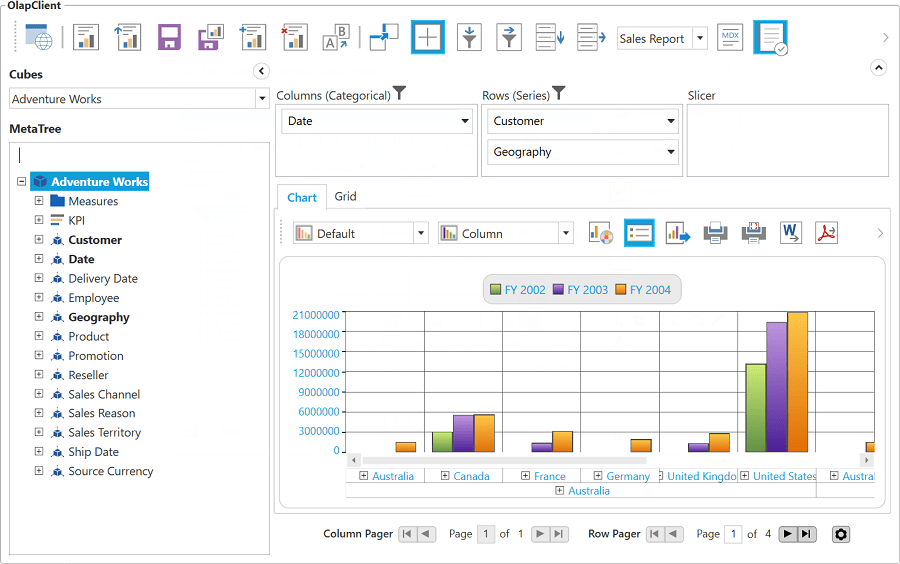 OlapClient
A B
Sales Report
MDX
Cubes
Adventure Works
MetaTree
Adventure Works
Measures
KPI
Customer
Date
Delivery Date
Employee
Geography
Product
Promotion
Reseller
Sales Channel
Sales Reason
Sales Territory
Ship Date
Source Currency
Columns (Categorical)
Date
Rows (Series)
Customer
Geography
Slicer
Chart Grid
Default
Column
W
FY 2002 FY 2003 FY 2004
21000000
18000000
15000000
12000000
9000000
6000000
3000000
0
Australia Canada France Germany United Kingdo United States Austra
Australia
Column Pager Page 1 of 1 Row Pager Page 1 of 4